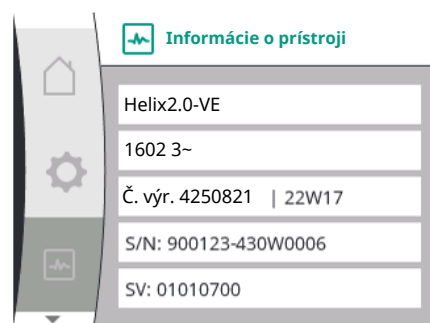 Informácie o prístroji
Helix2.0-VE
1602 3~
Č. výr. 4250821 | 22W17
S/N: 900123-430W0006
SV: 01010700